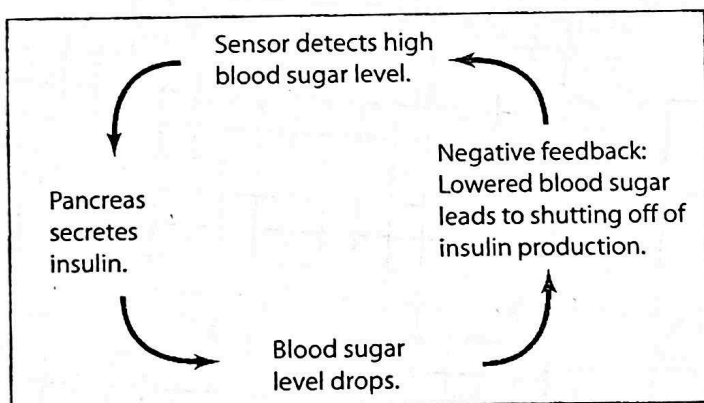 Sensor detects high
blood sugar level.
Pancreas
secretes
insulin.
Blood sugar
level drops.
Negative feedback:
Lowered blood sugar
leads to shutting off of
insulin production.